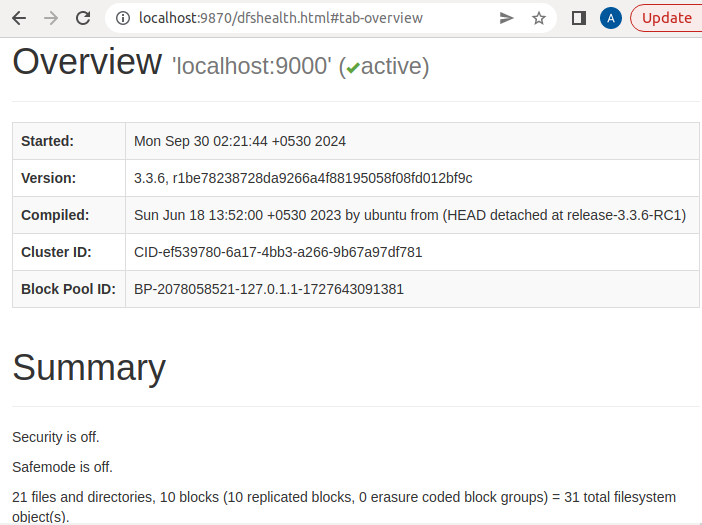 localhost:9870/dfshealth.html#tab-overview A Update
Overview 'localhost:9000' (✔active)
Started: Mon Sep 30 02:21:44 +0530 2024
Version: 3.3.6, r1be78238728da9266a4f88195058f08fd012bf9c
Compiled: Sun Jun 18 13:52:00 +0530 2023 by ubuntu from (HEAD detached at release-3.3.6-RC1)
Cluster ID: CID-ef539780-6a17-4bb3-a266-9b67a97df781
Block Pool ID: BP-2078058521-127.0.1.1-1727643091381
Summary
Security is off.
Safemode is off.
21 files and directories, 10 blocks (10 replicated blocks, 0 erasure coded block groups) = 31 total filesystem
object(s).